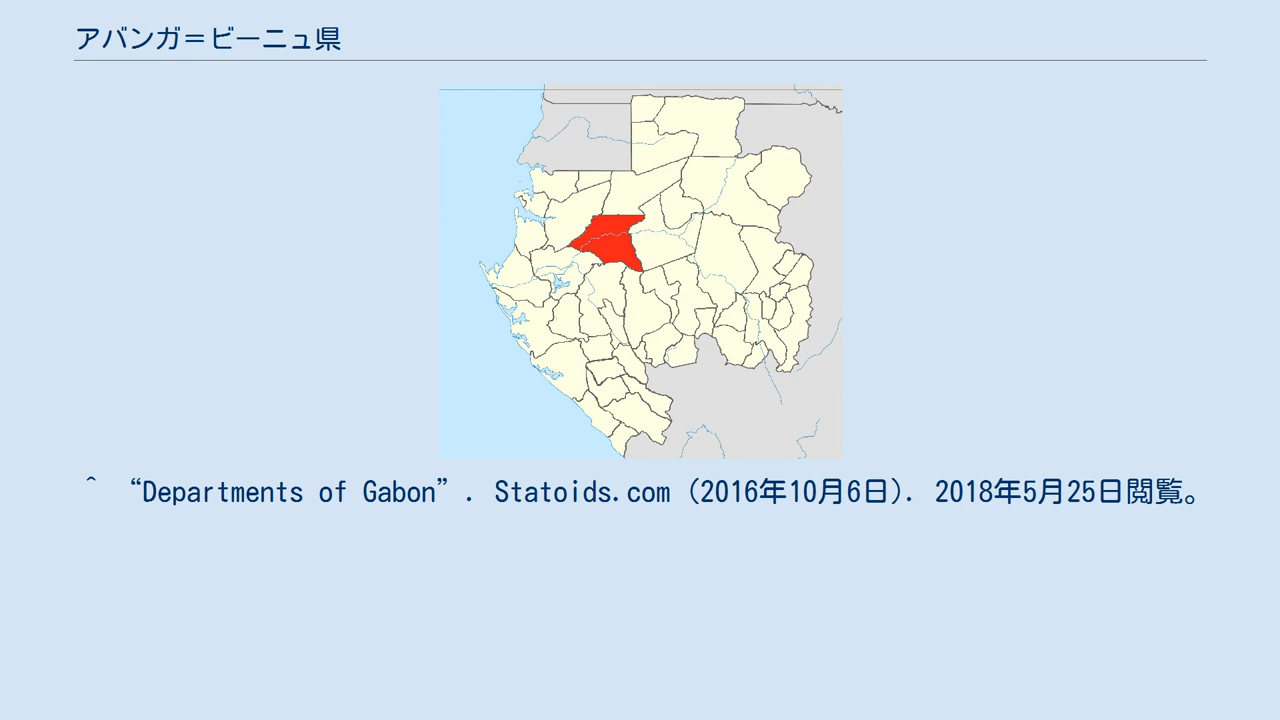 アバンガ＝ビーニュ県
^ “Departments of Gabon”. Statoids.com (2016年10月6日). 2018年5月25日閲覧。